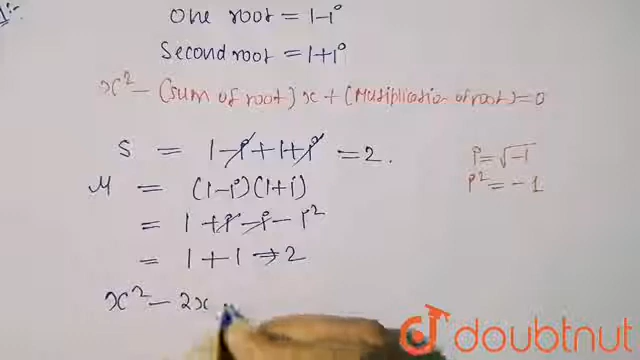 One root = 1-i
Second root = 1+i
x² - (sum of root) x + (Multiplication of root) = 0
S = 1-i+1+i = 2.
i = √-1
M = (1-i)(1+i)
i² = -1
= 1+i-i-i²
= 1+1 ⇒ 2
x² - 2x
doubtnut